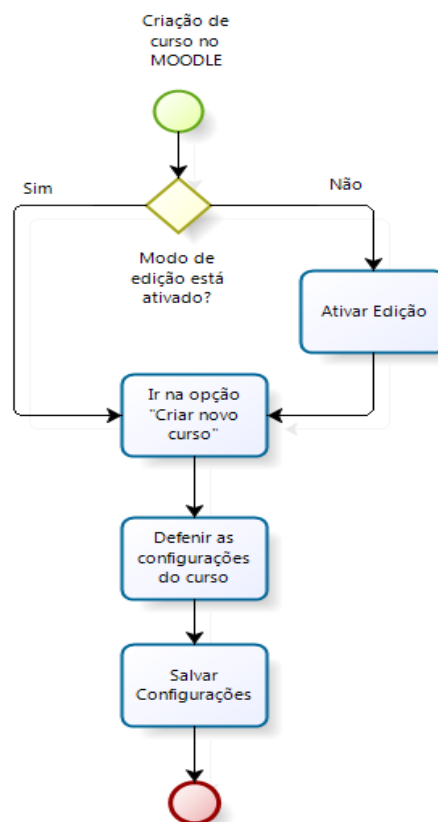 Criação de
curso no
MOODLE
Sim
Não
Modo de
edição está
ativado?
Ativar Edição
Ir na opção
"Criar novo
curso"
Defenir as
configurações
do curso
Salvar
Configurações